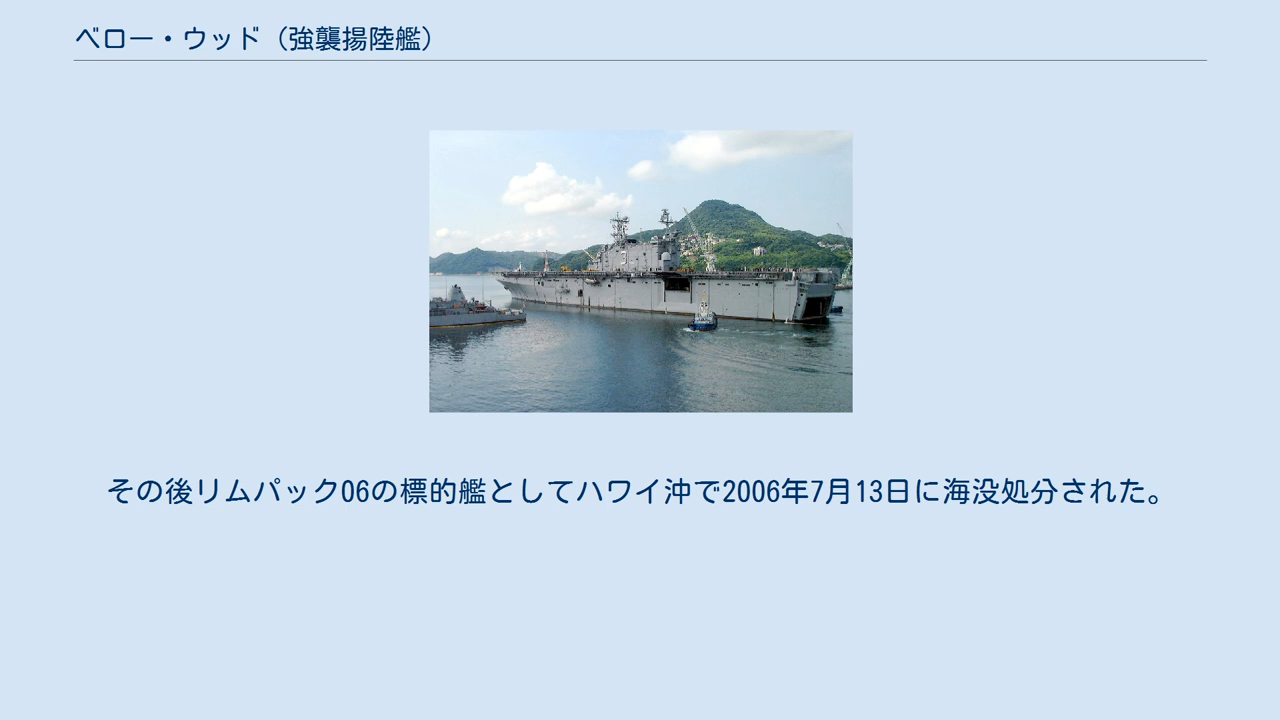 ベロー・ウッド（強襲揚陸艦）
その後リムパック06の標的艦としてハワイ沖で2006年7月13日に海没処分された。